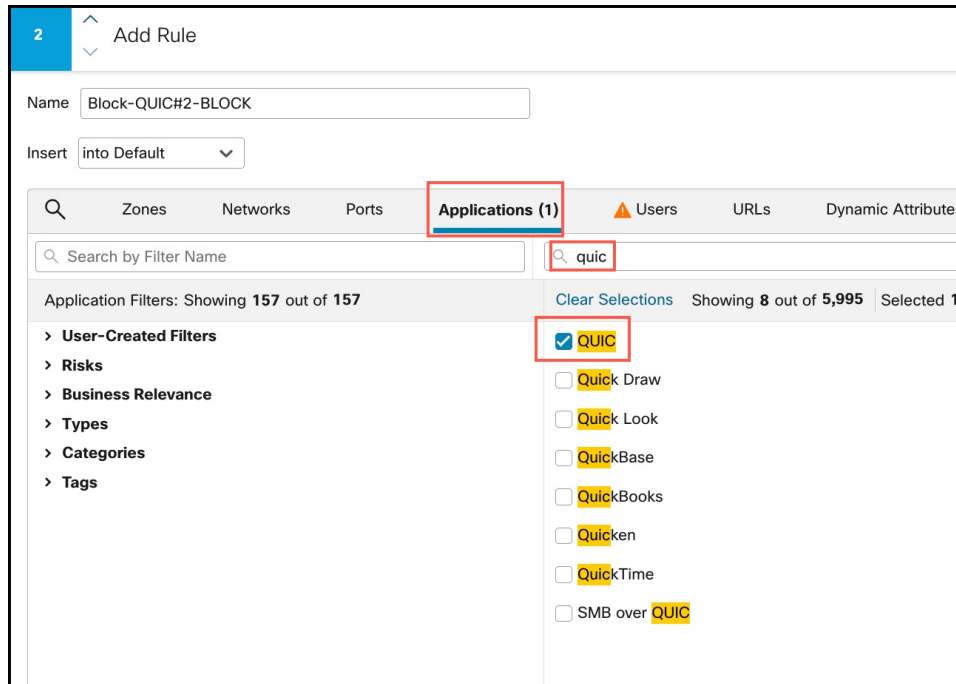 2
Add Rule
Name Block-QUIC#2-BLOCK
Insert into Default
Zones Networks Ports Applications (1) Users URLs Dynamic Attribute
Search by Filter Name quic
Application Filters: Showing 157 out of 157 Clear Selections Showing 8 out of 5,995 Selected 1
User-Created Filters QUIC
Risks
Quick Draw
Business Relevance
Quick Look
Types
Categories QuickBase
Tags
QuickBooks
Quicken
QuickTime
SMB over QUIC